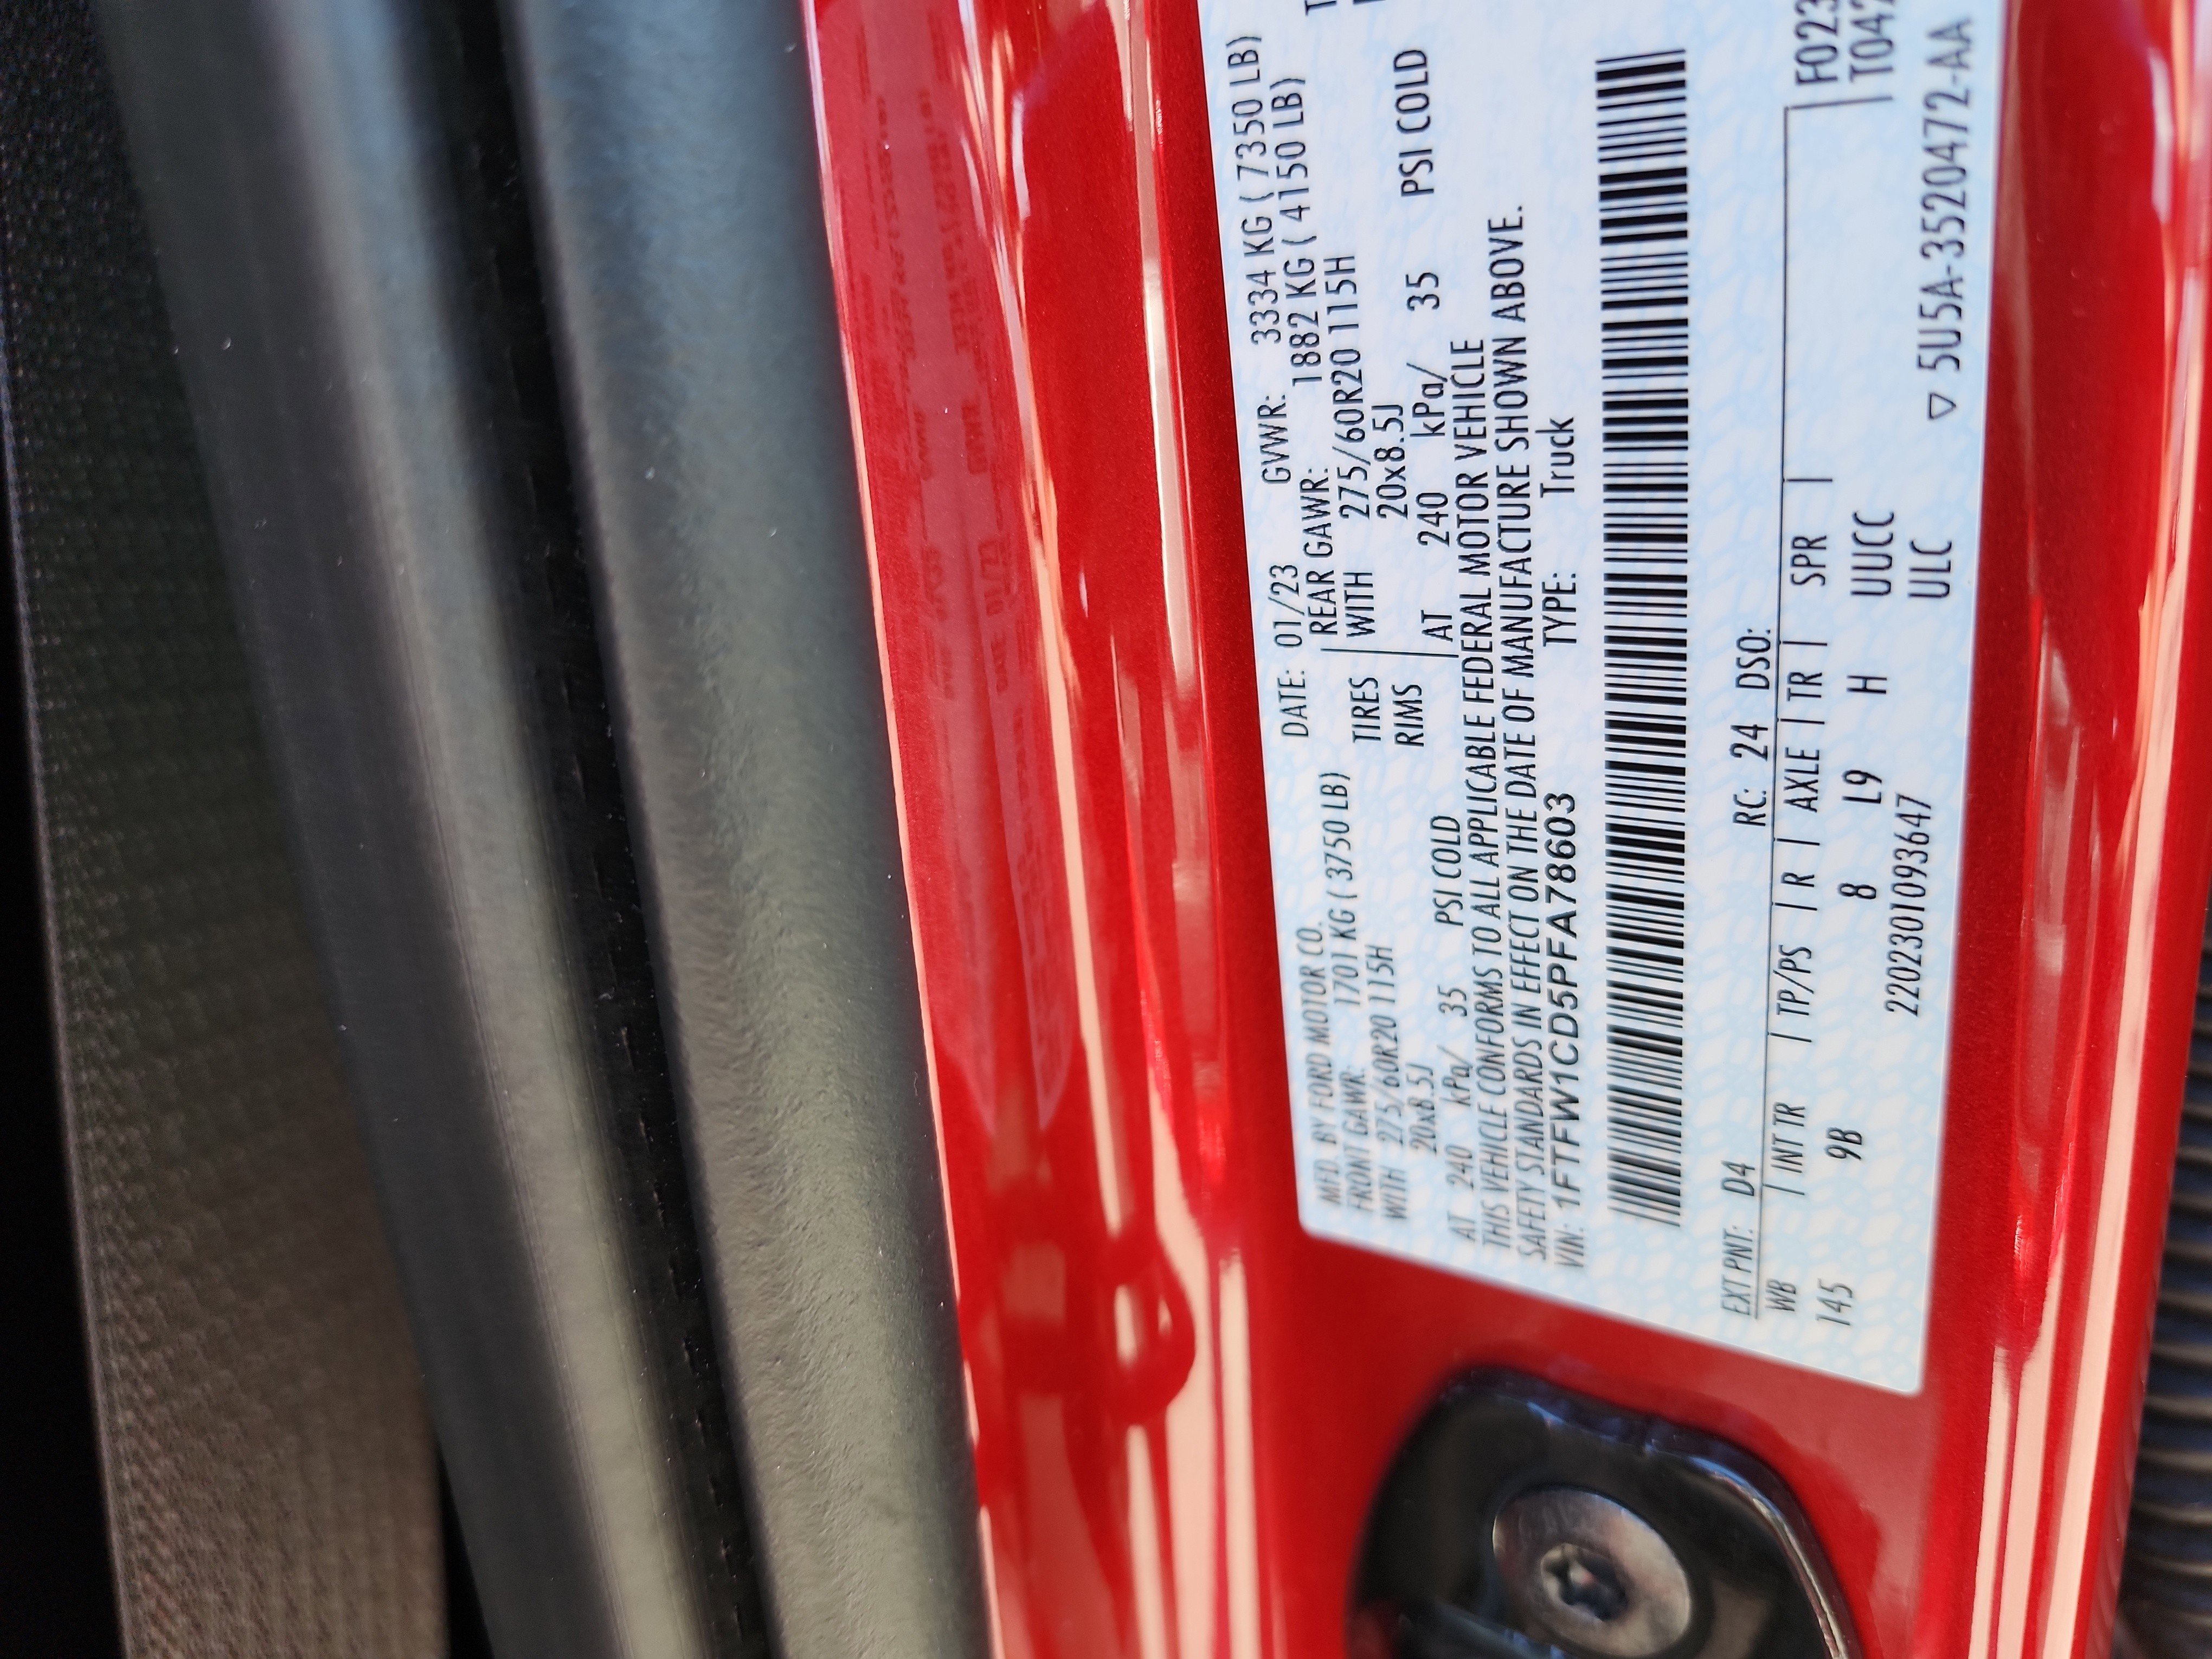 MFD. BY FORD MOTOR CO. DATE: 01/23 GVWR: 3334 KG ( 7350 LB)
FRONT GAWR: 1701 KG ( 3750 LB) REAR GAWR: 1882 KG ( 4150 LB)
WITH 275/60R20 115H TIRES WITH 275/60R20 115H
20x8.5J RIMS 20x8.5J
AT 240 kPa/ 35 PSI COLD AT 240 kPa/ 35 PSI COLD
THIS VEHICLE CONFORMS TO ALL APPLICABLE FEDERAL MOTOR VEHICLE
SAFETY STANDARDS IN EFFECT ON THE DATE OF MANUFACTURE SHOWN ABOVE.
VIN: 1FTFW1CD5PFA78603 TYPE: Truck
EXT PNT: D4 RC: 24 DSO:
WB | INT TR | TP/PS | R | AXLE | TR | SPR | F023
145 9B 8 L9 H UUCC T042
22023010936​47 ULC ▽ 5U5A-3520472-AA